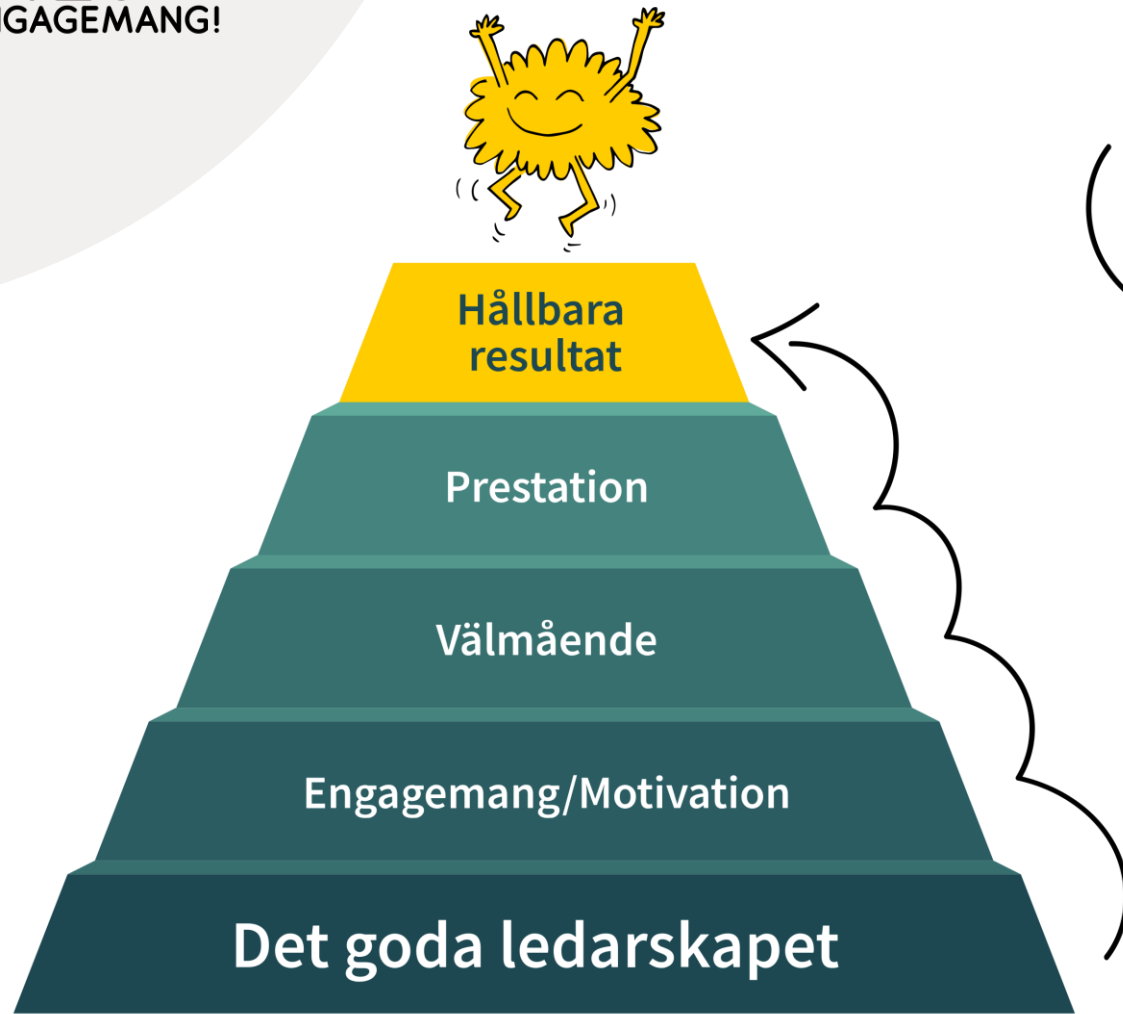 Hållbara
resultat
Prestation
Välmående
Engagemang/Motivation
Det goda ledarskapet